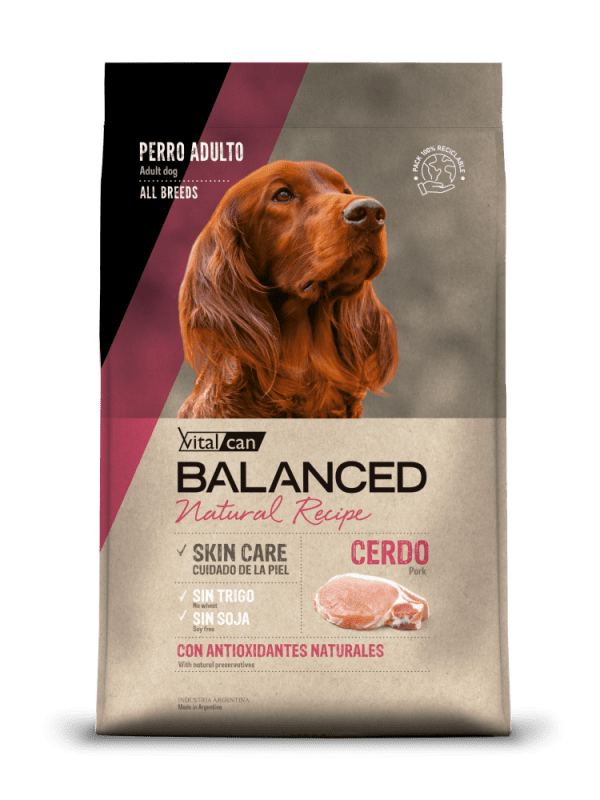 PERRO ADULTO
Adult dog
ALL BREEDS
PACK 100% RECICLABLE
Vitalcan
BALANCED
Natural Recipe
SKIN CARE
CUIDADO DE LA PIEL
SIN TRIGO
No wheat
SIN SOJA
Soy free
CERDO
Pork
CON ANTIOXIDANTES NATURALES
With natural preservatives
INDUSTRIA ARGENTINA
Made in Argentina